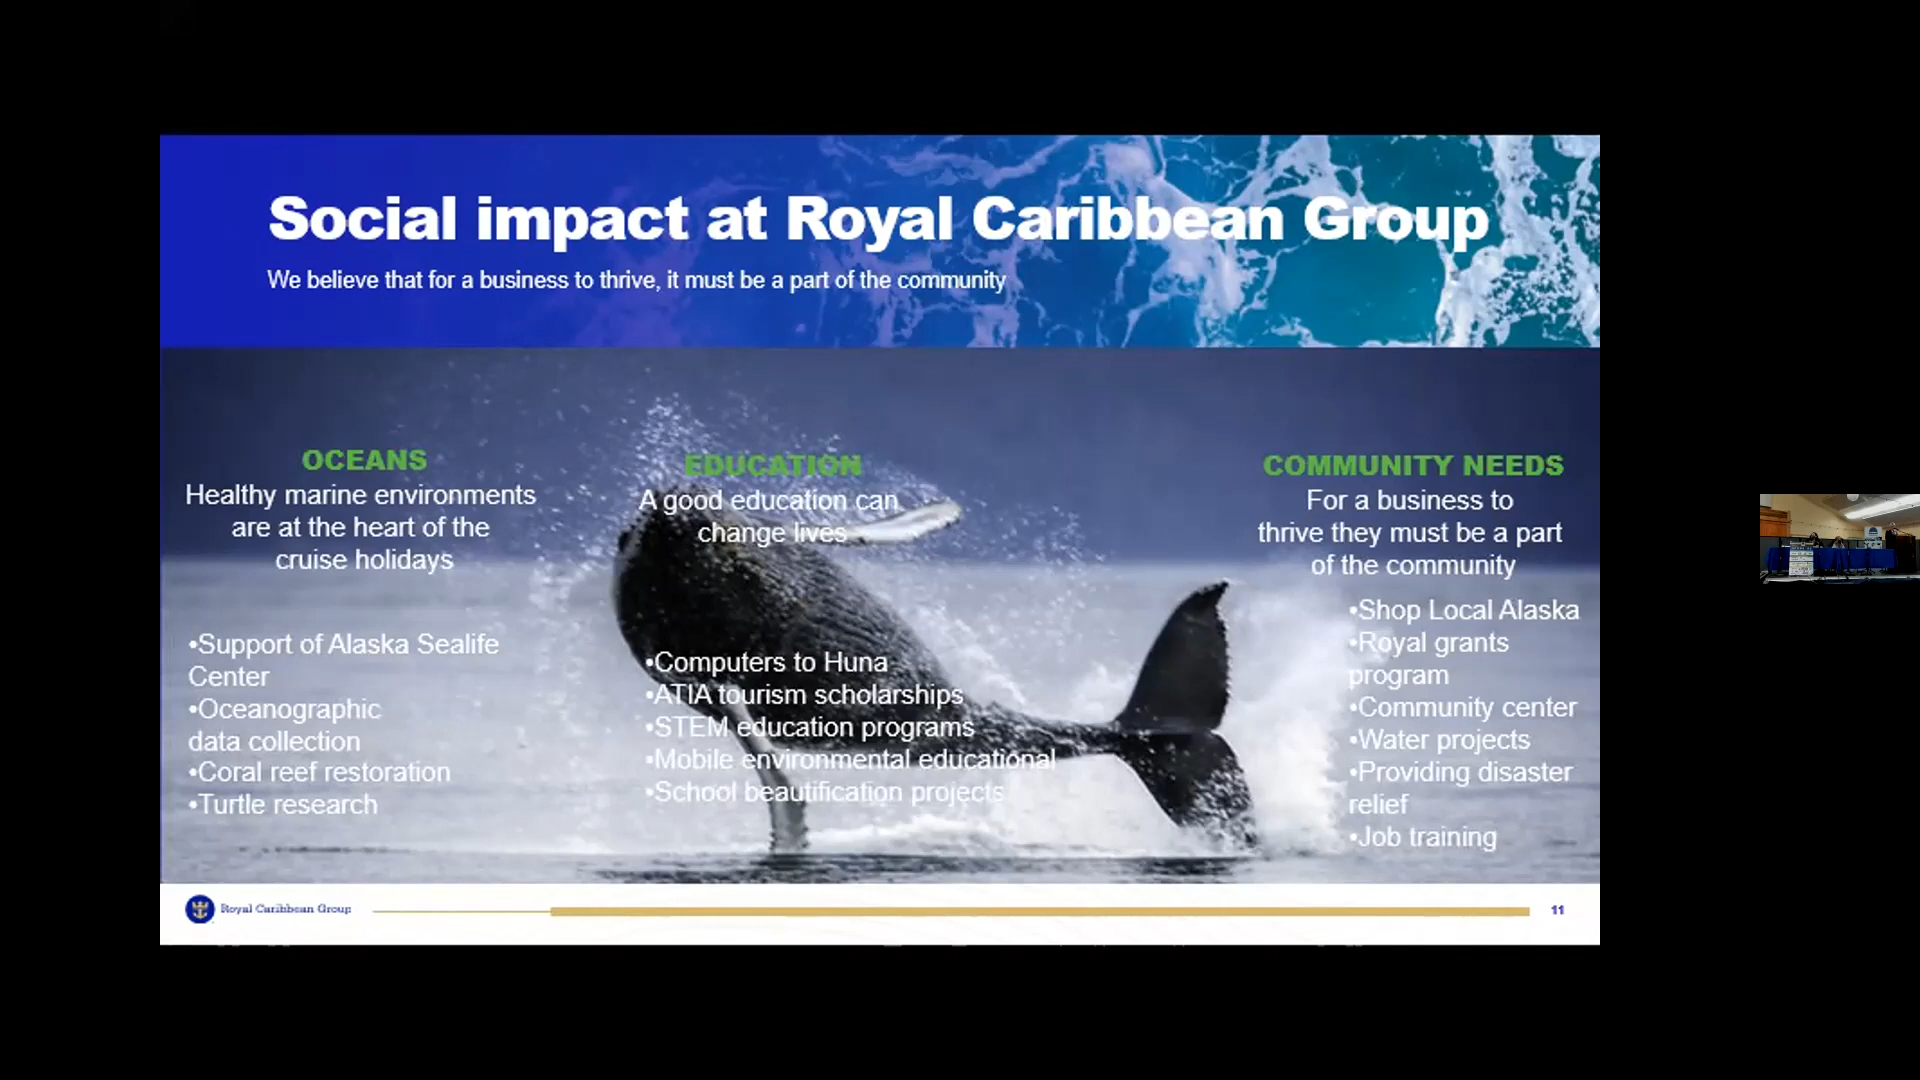 Social impact at Royal Caribbean Group
We believe that for a business to thrive, it must be a part of the community
OCEANS
Healthy marine environments
are at the heart of the
cruise holidays
•Support of Alaska Sealife
Center
•Oceanographic
data collection
•Coral reef restoration
•Turtle research
EDUCATION
A good education can
change lives
•Computers to Huna
•ATIA tourism scholarships
•STEM education programs
•Mobile environmental educational
•School beautification projects
COMMUNITY NEEDS
For a business to
thrive they must be a part
of the community
•Shop Local Alaska
•Royal grants
program
•Community center
•Water projects
•Providing disaster
relief
•Job training
Royal Caribbean Group
11